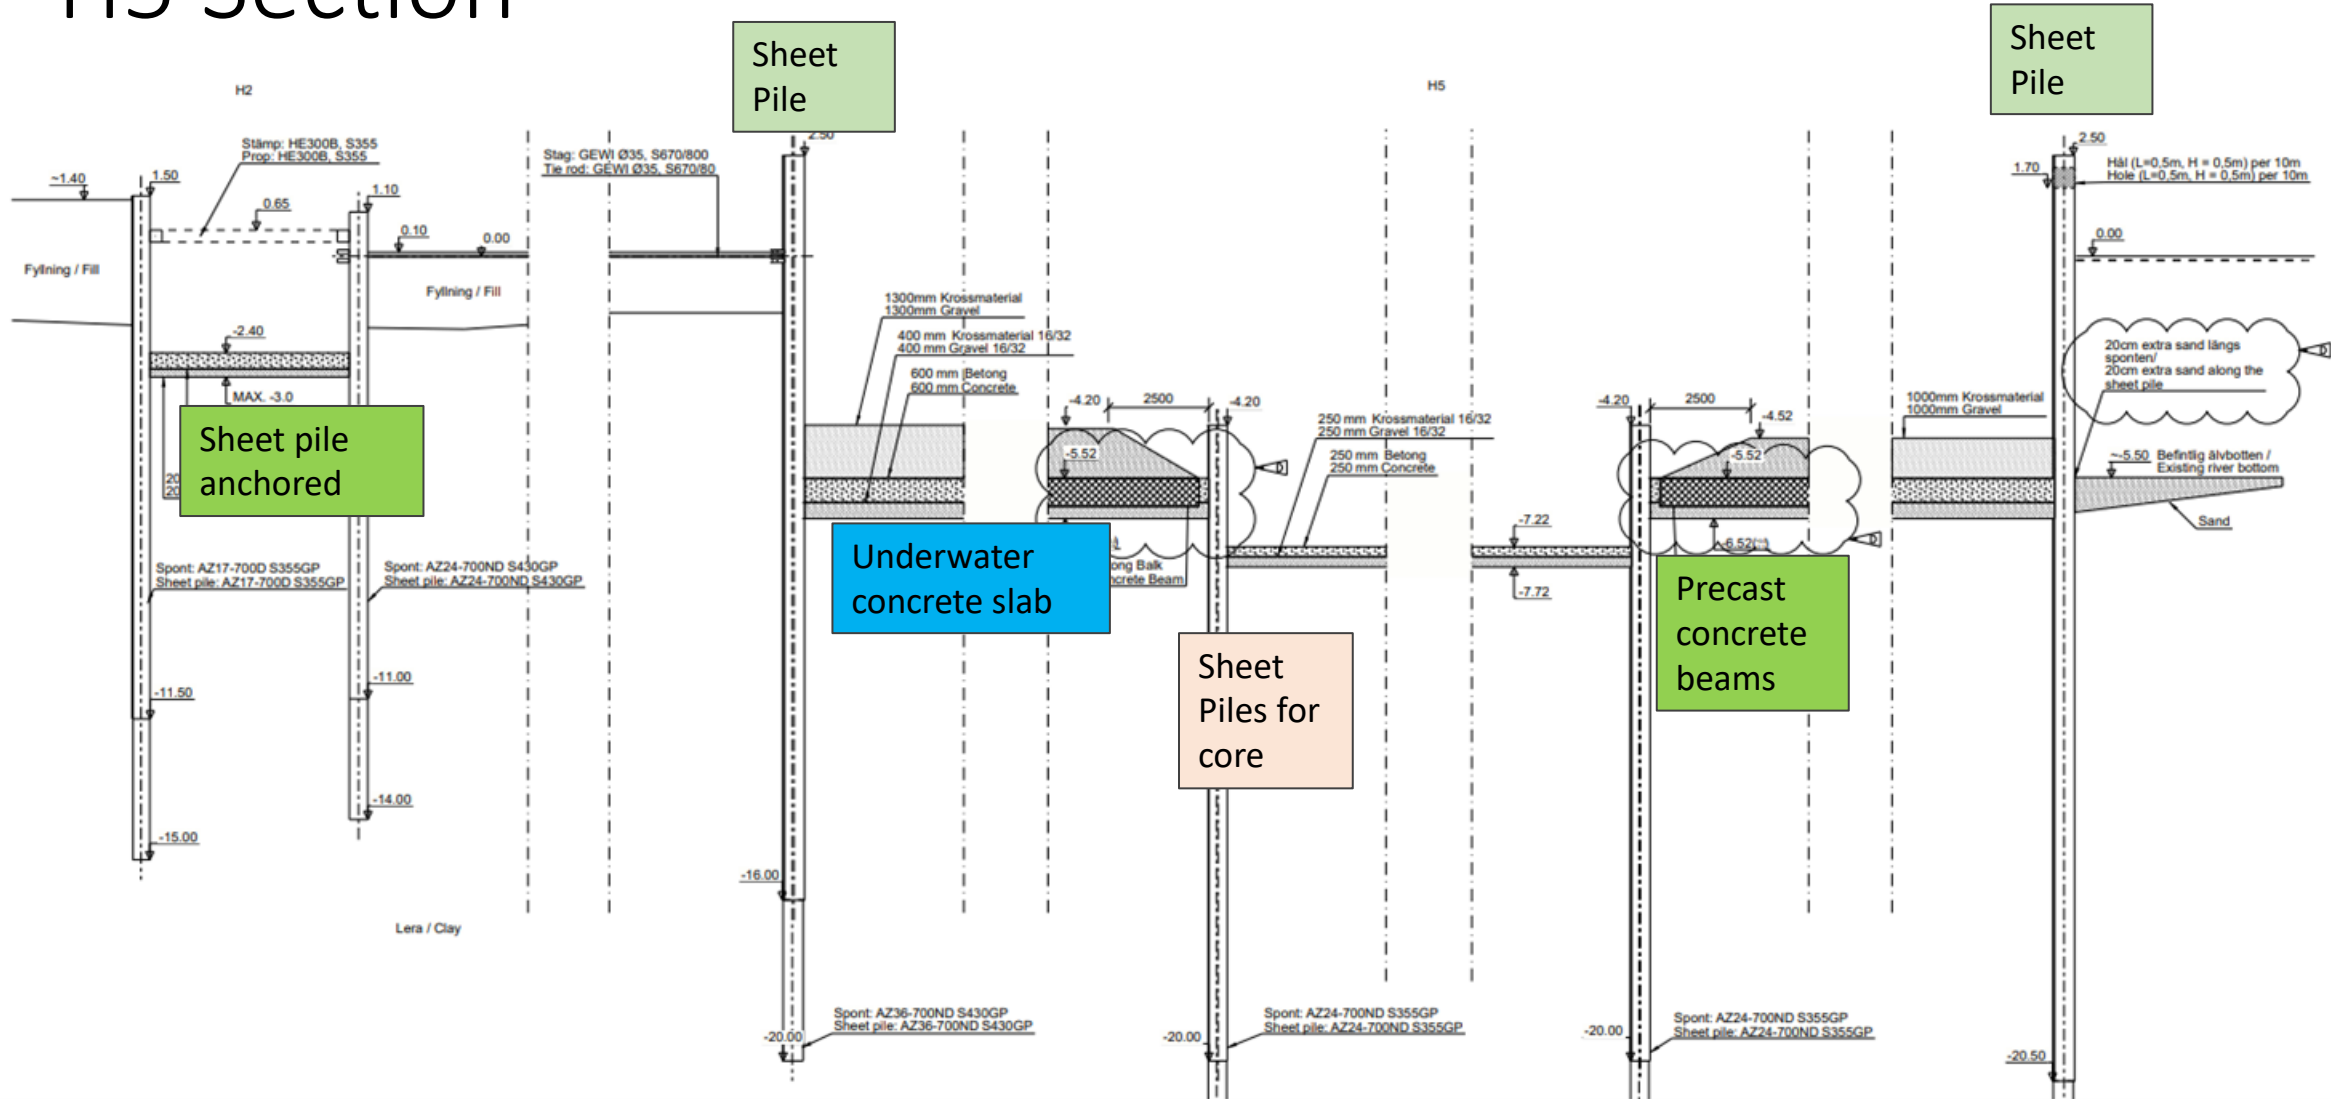 H5 Section
Sheet
Pile
Sheet
Pile
H2
H5
Stämp: HE300B, S355
Prop: HE300B, S355
Stag: GEWI Ø35, S670/800
Tie rod: GEWI Ø35, S670/80
2.50
2.50
Hål (L=0,5m, H = 0,5m) per 10m
Hole (L=0,5m, H = 0,5m) per 10m
1.70
~1.40
1.50
1.10
0.65
0.10
0.00
0.00
Fyllning / Fill
Fyllning / Fill
1300mm Krossmaterial
1300mm Gravel
400 mm Krossmaterial 16/32
400 mm Gravel 16/32
600 mm Betong
600 mm Concrete
-2.40
MAX. -3.0
20
20
Sheet pile
anchored
-4.20
2500
-4.20
-5.52
250 mm Krossmaterial 16/32
250 mm Gravel 16/32
250 mm Betong
250 mm Concrete
-4.20
2500
-4.52
-5.52
1000mm Krossmaterial
1000mm Gravel
20cm extra sand längs
sponten/
20cm extra sand along the
sheet pile
~-5.50 Befintlig älvbotten /
Existing river bottom
Sand
-7.22
-7.72
-6.52
Underwater
concrete slab
ong Balk
ncrete Beam
Precast
concrete
beams
Sheet
Piles for
core
Spont: AZ17-700D S355GP
Sheet pile: AZ17-700D S355GP
Spont: AZ24-700ND S430GP
Sheet pile: AZ24-700ND S430GP
-11.00
-11.50
-14.00
-15.00
-16.00
Lera / Clay
Spont: AZ36-700ND S430GP
Sheet pile: AZ36-700ND S430GP
-20.00
Spont: AZ24-700ND S355GP
Sheet pile: AZ24-700ND S355GP
-20.00
Spont: AZ24-700ND S355GP
Sheet pile: AZ24-700ND S355GP
-20.00
-20.50